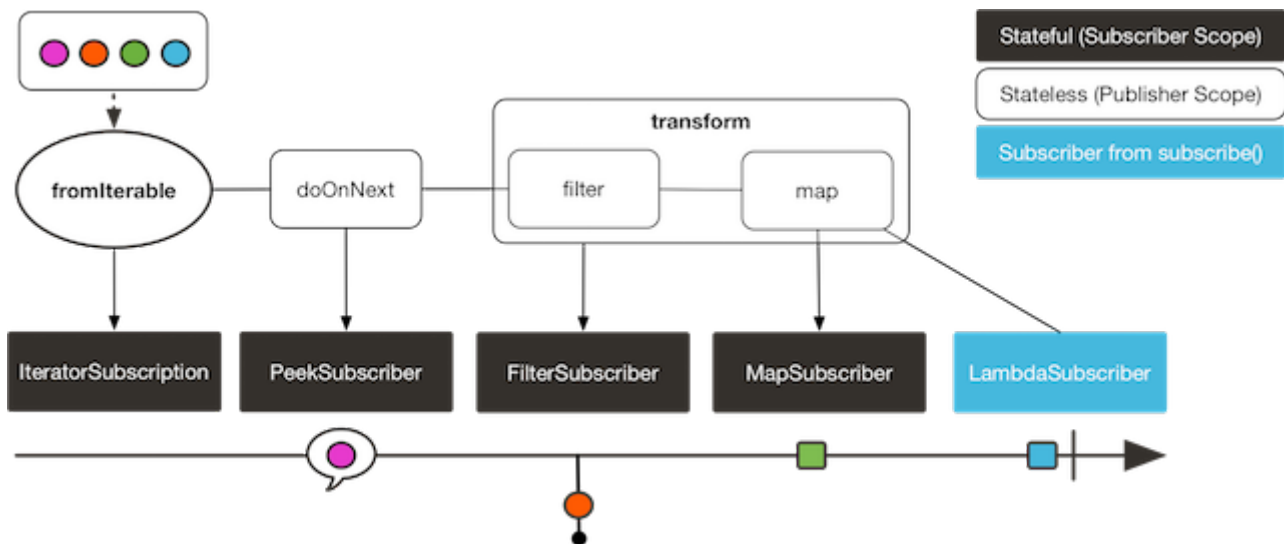 Stateful (Subscriber Scope)
Stateless (Publisher Scope)
Subscriber from subscribe()
transform
fromIterable
doOnNext
filter
map
IteratorSubscription
PeekSubscriber
FilterSubscriber
MapSubscriber
LambdaSubscriber